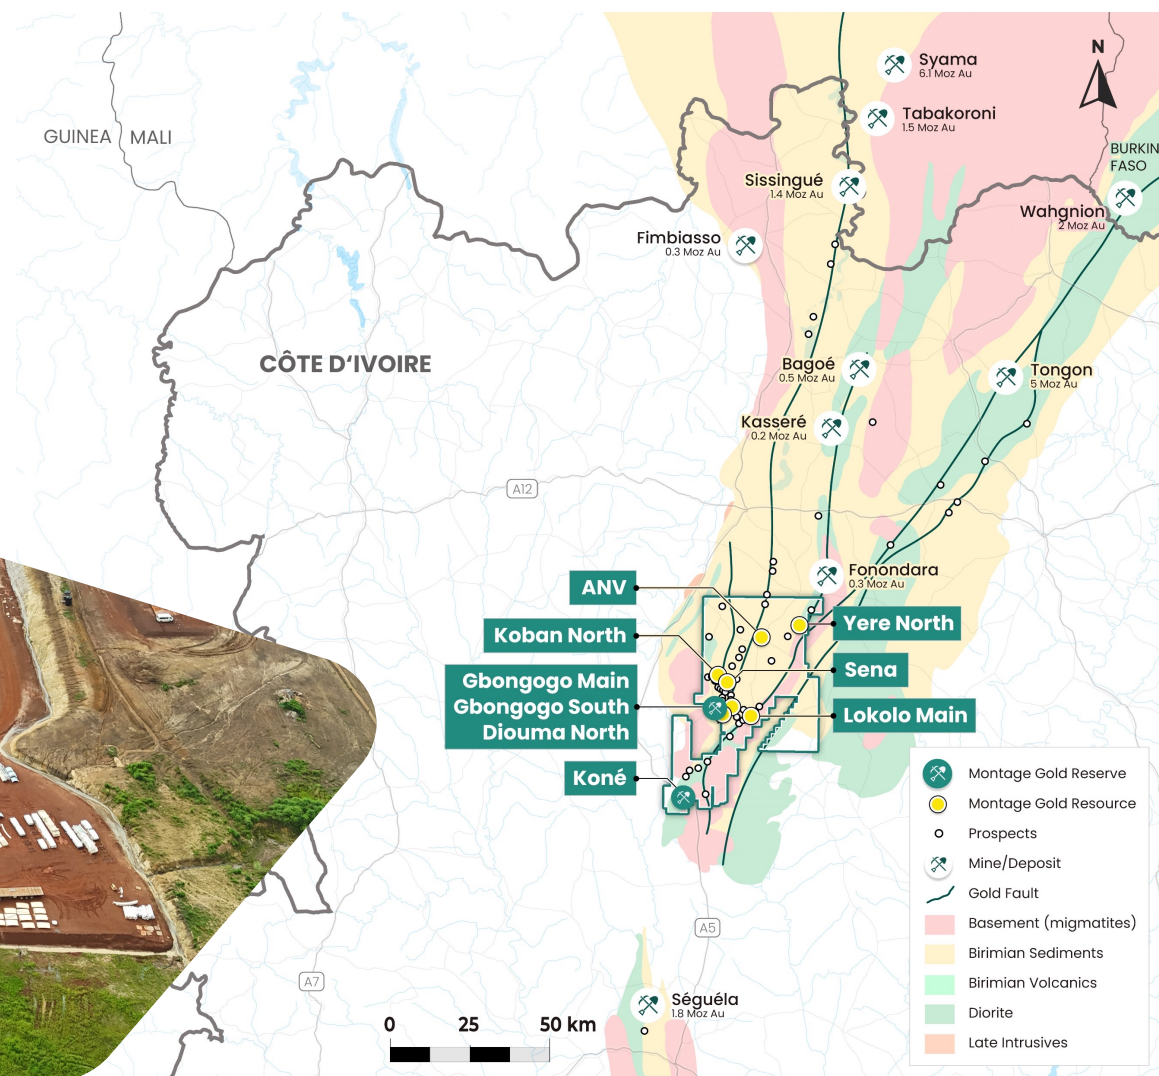 N
Syama
6.1 Moz Au
Tabakoroni
1.5 Moz Au
GUINEA
MALI
BURKIN
FASO
Sissingué
1.4 Moz Au
Wahgnion
2 Moz Au
Fimbiasso
0.3 Moz Au
CÔTE D‘IVOIRE
Bagoé
0.5 Moz Au
Tongon
5 Moz Au
Kasseré
0.2 Moz Au
A12
Fonondara
0.3 Moz Au
ANV
Yere North
Koban North
Sena
Gbongogo Main
Gbongogo South
Diouma North
Lokolo Main
Koné
Montage Gold Reserve
Montage Gold Resource
Prospects
Mine/Deposit
Gold Fault
Basement (migmatites)
Birimian Sediments
Birimian Volcanics
Diorite
Late Intrusives
A5
A7
Séguéla
1.8 Moz Au
0 25 50 km